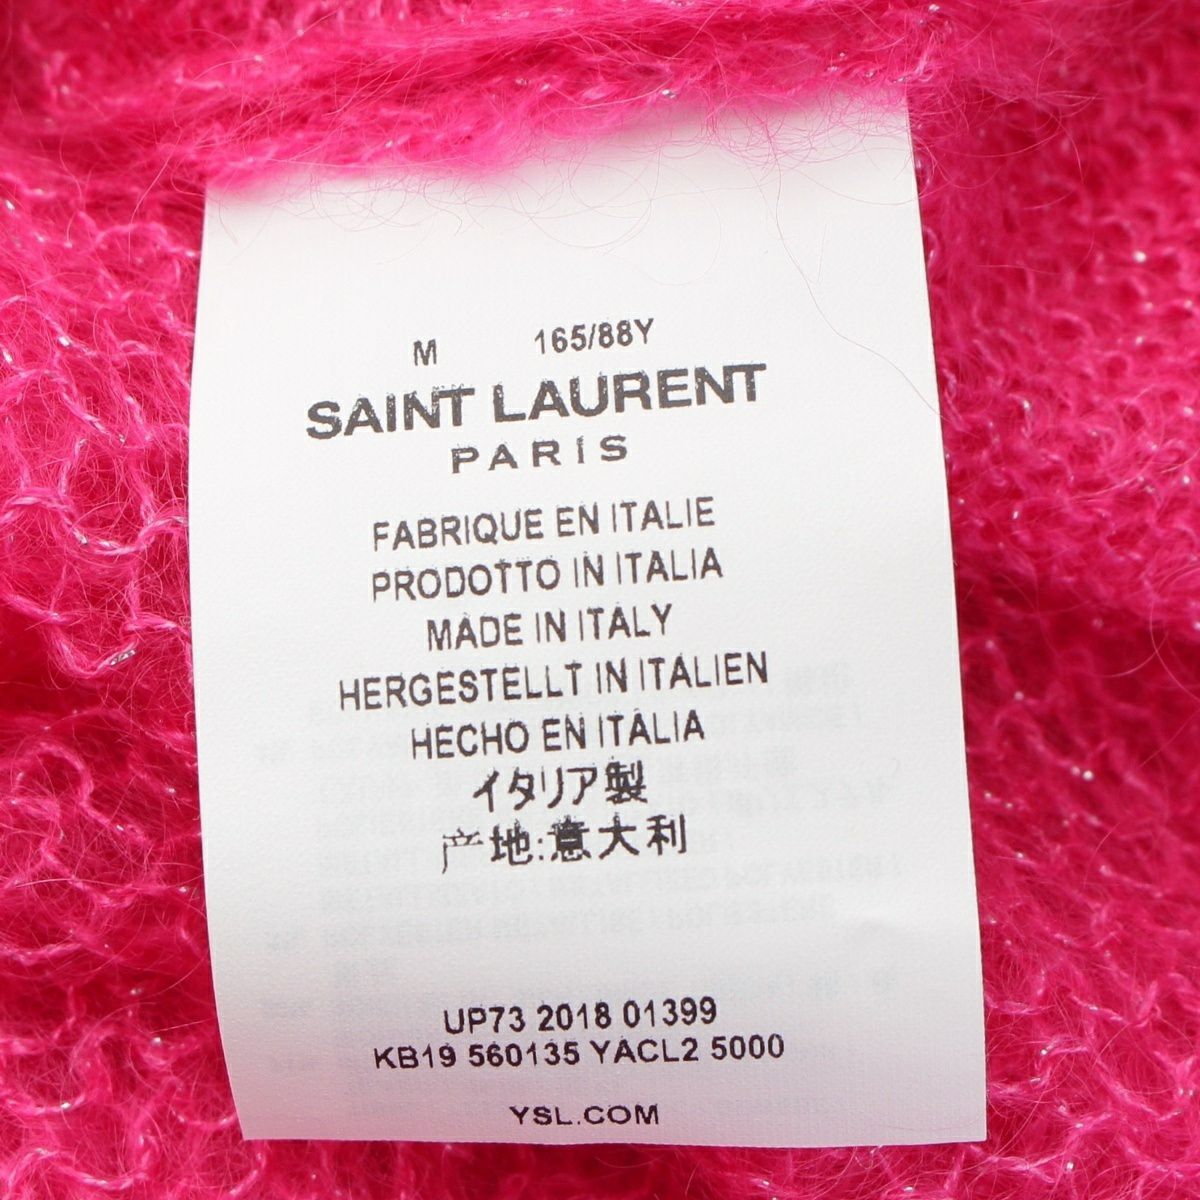 M 165/88Y
SAINT LAURENT
PARIS
FABRIQUE EN ITALIE
PRODOTTO IN ITALIA
MADE IN ITALY
HERGESTELLT IN ITALIEN
HECHO EN ITALIA
イタリア製
产地:意大利
UP73 2018 01399
KB19 560135 YACL2 5000
YSL.COM